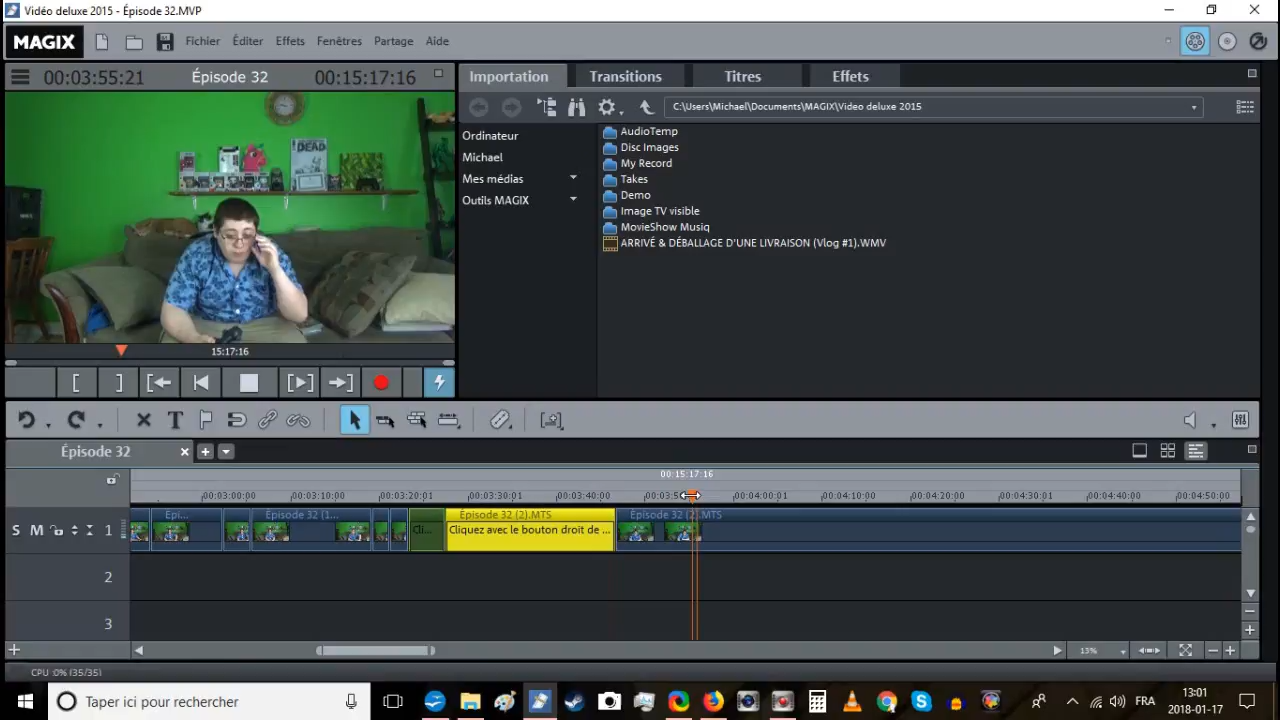 Vidéo deluxe 2015 - Épisode 32.MVP
MAGIX Fichier Éditer Effets Fenêtres Partage Aide
00:03:55:21 Épisode 32 00:15:17:16
Importation Transitions Titres Effets
C:\Users\Michael\Documents\MAGIX\Video deluxe 2015
Ordinateur
Michael
Mes médias
Outils MAGIX
AudioTemp
Disc Images
My Record
Takes
Demo
Image TV visible
MovieShow Musiq
ARRIVÉ & DÉBALLAGE D'UNE LIVRAISON (Vlog #1).WMV
DEAD
15:17:16
Épisode 32
00:15:17:16
00:03:00:00 00:03:10:00 00:03:20:01 00:03:30:01 00:03:40:00 00:04:00:01 00:04:10:00 00:04:20:00 00:04:30:01 00:04:40:00 00:04:50:00
Épi... Épisode 32 (1... Épisode 32 (2).MTS Épisode 32 (2).MTS
S M 1 Cli... Cliquez avec le bouton droit de ...
2
3
13%
CPU :0% (35/35)
Taper ici pour rechercher
FRA
13:01
2018-01-17